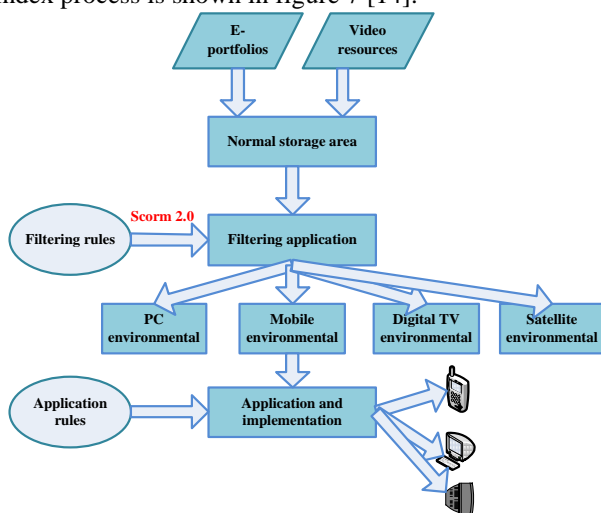 index process is shown in figure 7 [14].
E-
portfolios
Video
resources
Normal storage area
Scorm 2.0
Filtering rules
Filtering application
PC
environmental
Mobile
environmental
Digital TV
environmental
Satellite
environmental
Application
rules
Application and
implementation